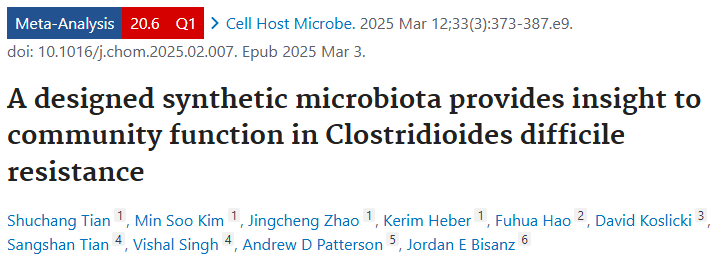 Meta-Analysis 20.6 Q1 > Cell Host Microbe. 2025 Mar 12;33(3):373-387.e9.
doi: 10.1016/j.chom.2025.02.007. Epub 2025 Mar 3.
A designed synthetic microbiota provides insight to
community function in Clostridioides difficile
resistance
Shuchang Tian 1, Min Soo Kim 1, Jingcheng Zhao 1, Kerim Heber 1, Fuhua Hao 2, David Koslicki 3,
Sangshan Tian 4, Vishal Singh 4, Andrew D Patterson 5, Jordan E Bisanz 6